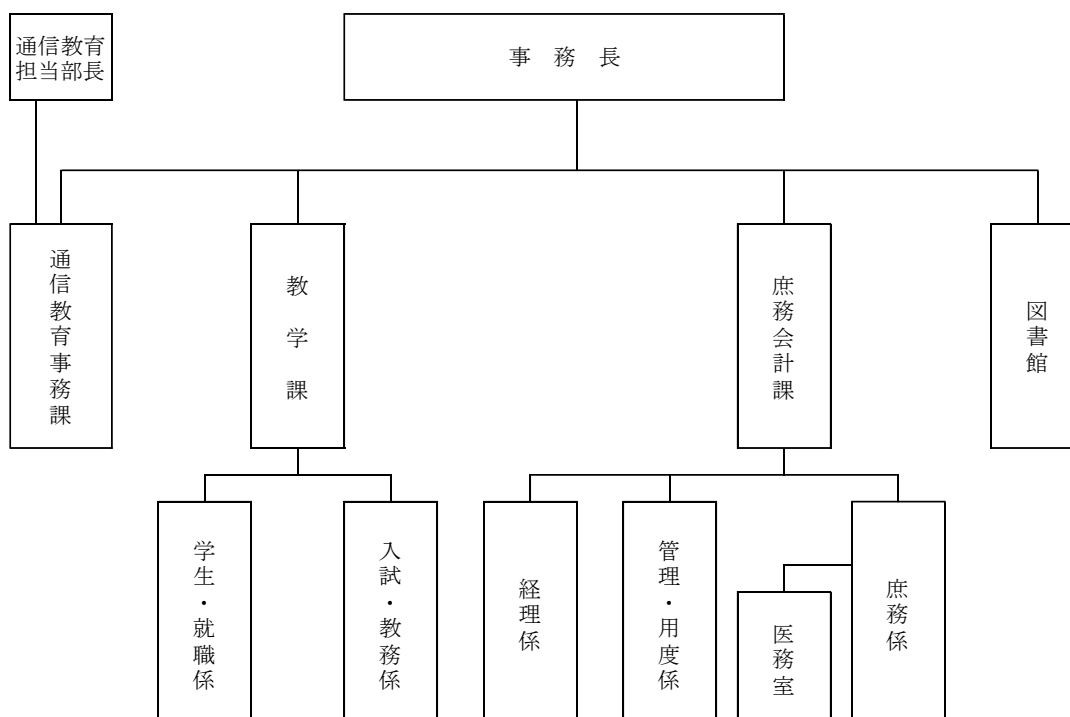 通信教育
担当部長
事務長
通信教育事務課
教学課
庶務会計課
図書館
学生・就職係
入試・教務係
経理係
管理・用度係
医務室
庶務係